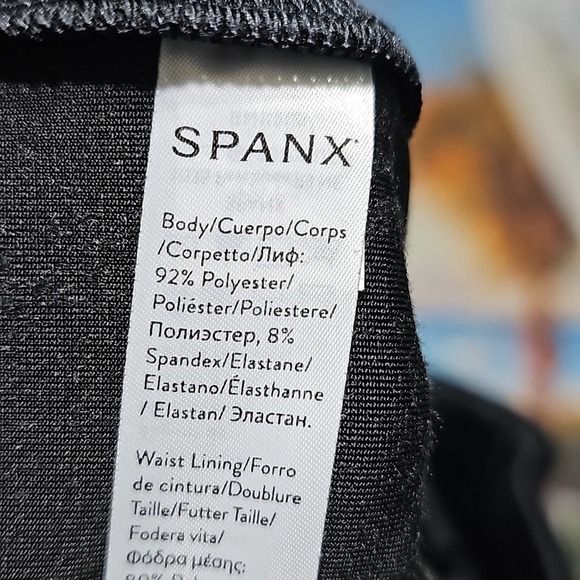 SPANX
Body/Cuerpo/Corps
/Corpetto/Лиф:
92% Polyester/
Poliéster/Poliestere/
Полиэстер, 8%
Spandex/Elastane/
Elastano/Élasthanne
/ Elastan/ Эластан.
Waist Lining/Forro
de cintura/Doublure
Taille/Futter Taille/
Fodera vita/
Φόδρα μέσης: